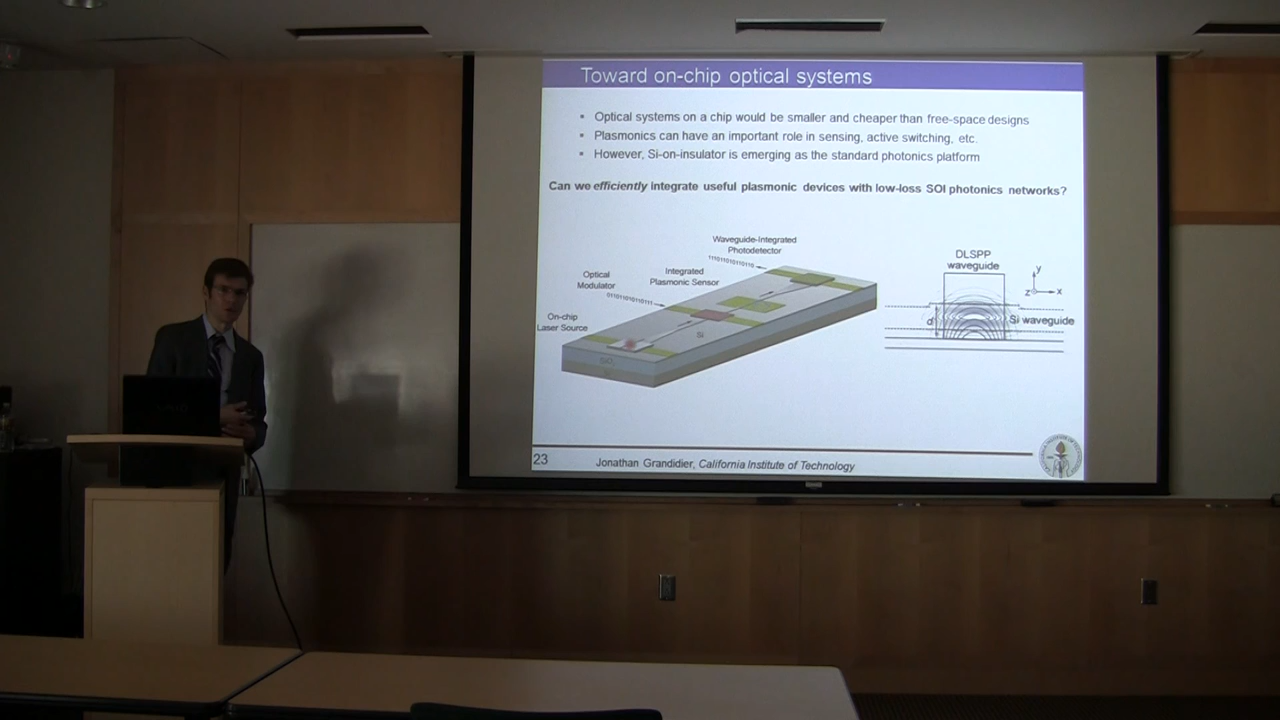 Toward on-chip optical systems
Optical systems on a chip would be smaller and cheaper than free-space designs
Plasmonics can have an important role in sensing, active switching, etc.
However, Si-on-insulator is emerging as the standard photonics platform
Can we efficiently integrate useful plasmonic devices with low-loss SOI photonics networks?
Waveguide-Integrated
Photodetector
Integrated
Plasmonic Sensor
Optical
Modulator
On-chip
Laser Source
Si
DLSPP
waveguide
y
z
x
d
Si waveguide
23
Jonathan Grandidier, California Institute of Technology